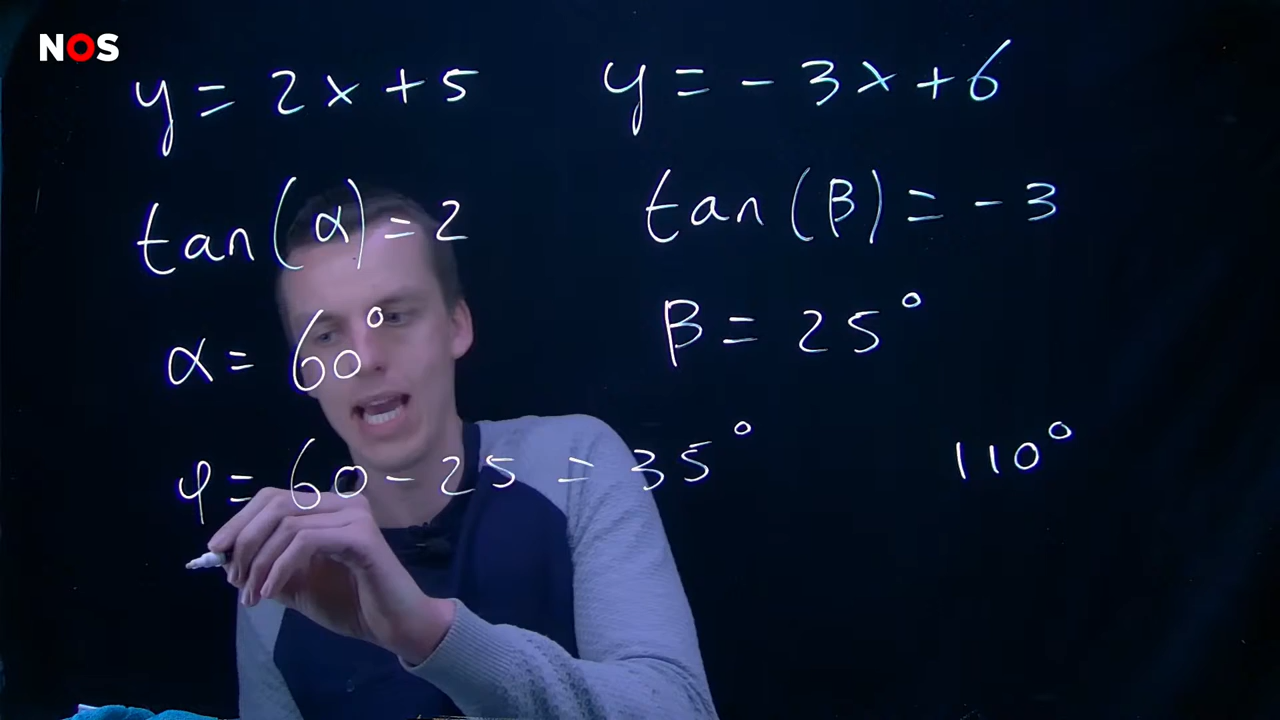 NOS
y = 2x + 5
y = - 3x + 6
tan(α) = 2
tan(β) = - 3
α = 60°
β = 25°
φ = 60 - 25 = 35°
110°